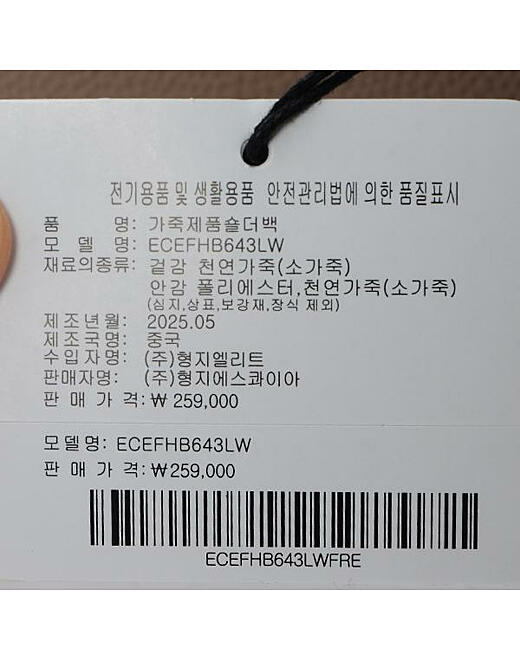 전기용품 및 생활용품 안전관리법에 의한 품질표시
품 명: 가죽제품숄더백
모 델 명: ECEFHB643LW
재료의종류: 겉감 천연가죽(소가죽)
안감 폴리에스터,천연가죽(소가죽)
(심지,상표,보강재,장식 제외)
제조년월: 2025.05
제조국명: 중국
수입자명: (주)형지엘리트
판매자명: (주)형지에스콰이아
판 매 가 격:₩ 259,000
모델명: ECEFHB643LW
판 매 가 격:₩259,000
ECEFHB643LWFRE